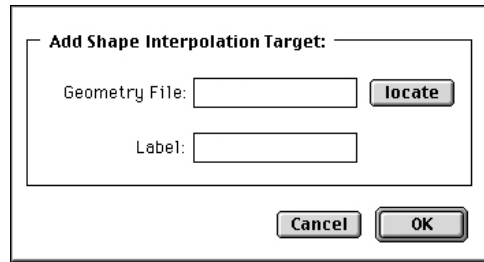 Add Shape Interpolation Target:
Geometry File: locate
Label:
Cancel OK